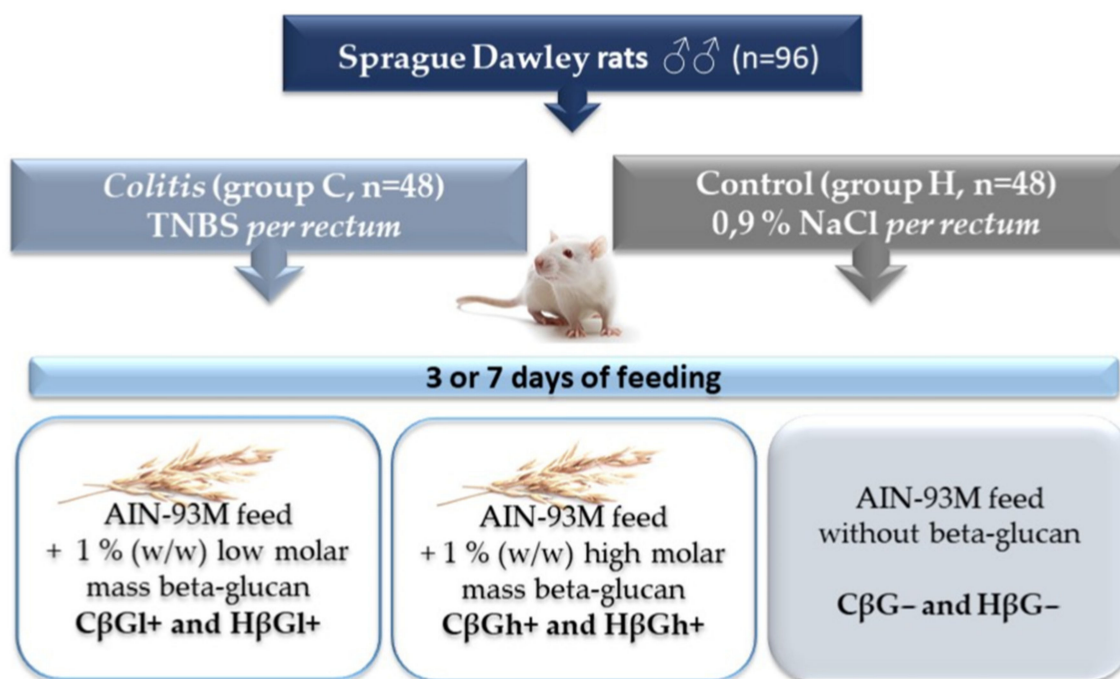 Sprague Dawley rats ♂♂ (n=96)
Colitis (group C, n=48)
TNBS per rectum
Control (group H, n=48)
0,9 % NaCl per rectum
3 or 7 days of feeding
AIN-93M feed
+ 1 % (w/w) low molar
mass beta-glucan
CβGl+ and HβGl+
AIN-93M feed
+ 1 % (w/w) high molar
mass beta-glucan
CβGh+ and HβGh+
AIN-93M feed
without beta-glucan
CβG− and HβG−